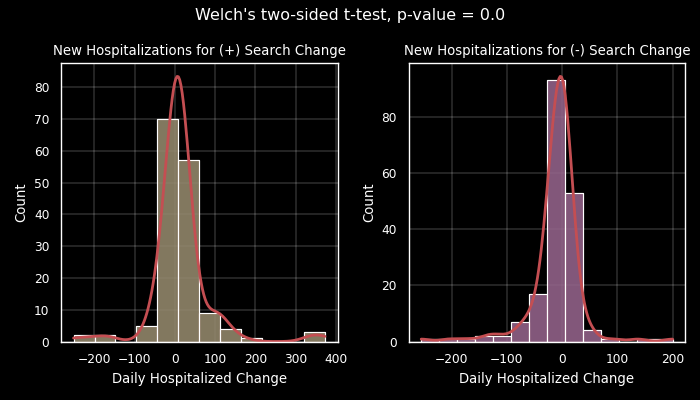 Welch's two-sided t-test, p-value = 0.0
New Hospitalizations for (+) Search Change
New Hospitalizations for (-) Search Change
Count
80
70
60
50
40
30
20
10
0
−200 −100 0 100 200 300 400
Daily Hospitalized Change
Count
80
60
40
20
0
−200 −100 0 100 200
Daily Hospitalized Change